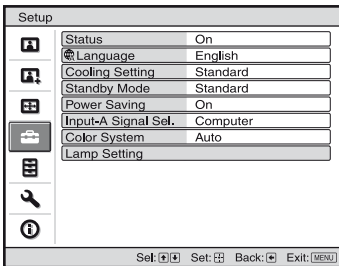 Setup
Status On
Language English
Cooling Setting Standard
Standby Mode Standard
Power Saving On
Input-A Signal Sel. Computer
Color System Auto
Lamp Setting
Sel: Set: Back: Exit: MENU